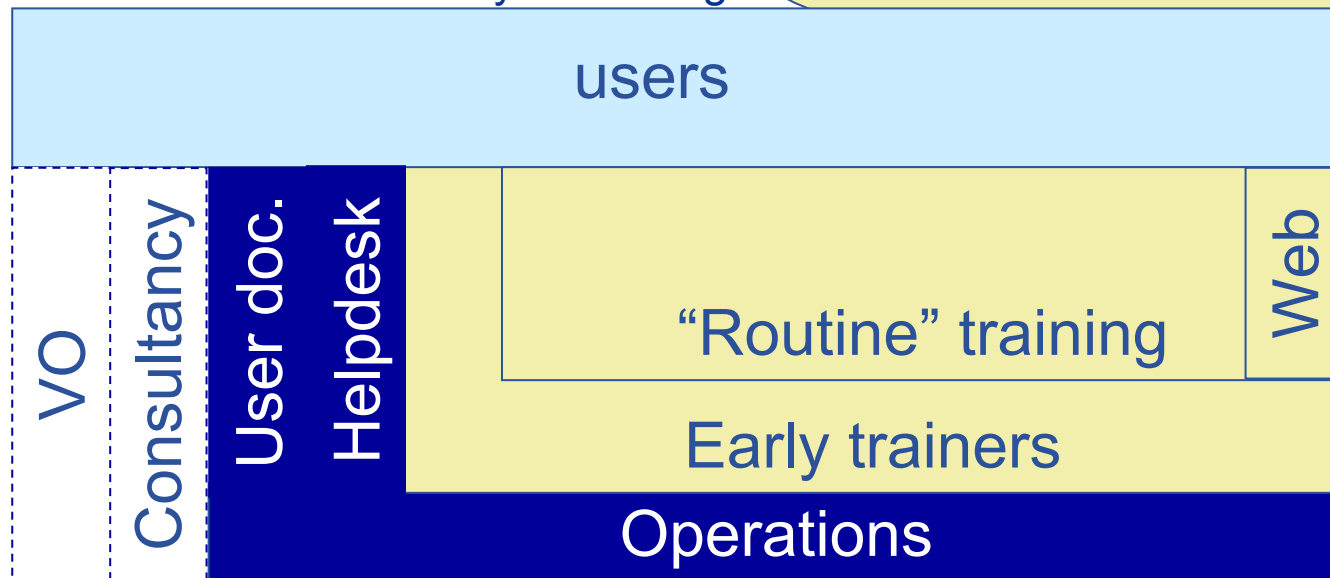 users
VO
Consultancy
User doc.
Helpdesk
“Routine” training
Web
Early trainers
Operations